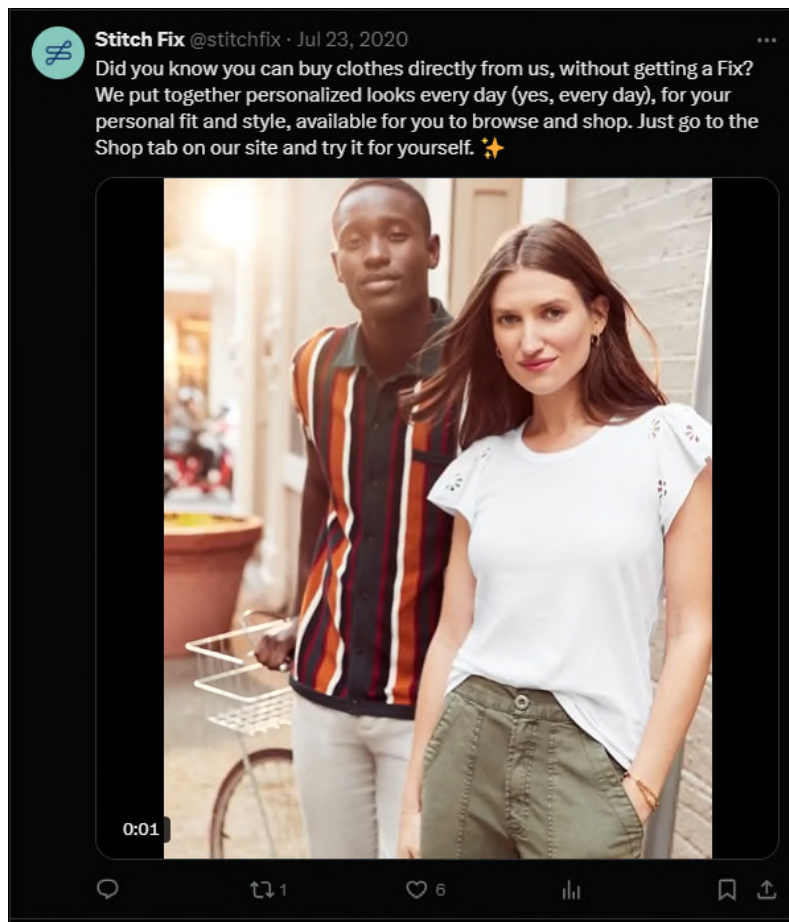 Stitch Fix @stitchfix · Jul 23, 2020
Did you know you can buy clothes directly from us, without getting a Fix?
We put together personalized looks every day (yes, every day), for your
personal fit and style, available for you to browse and shop. Just go to the
Shop tab on our site and try it for yourself. ✨
0:01
1
6